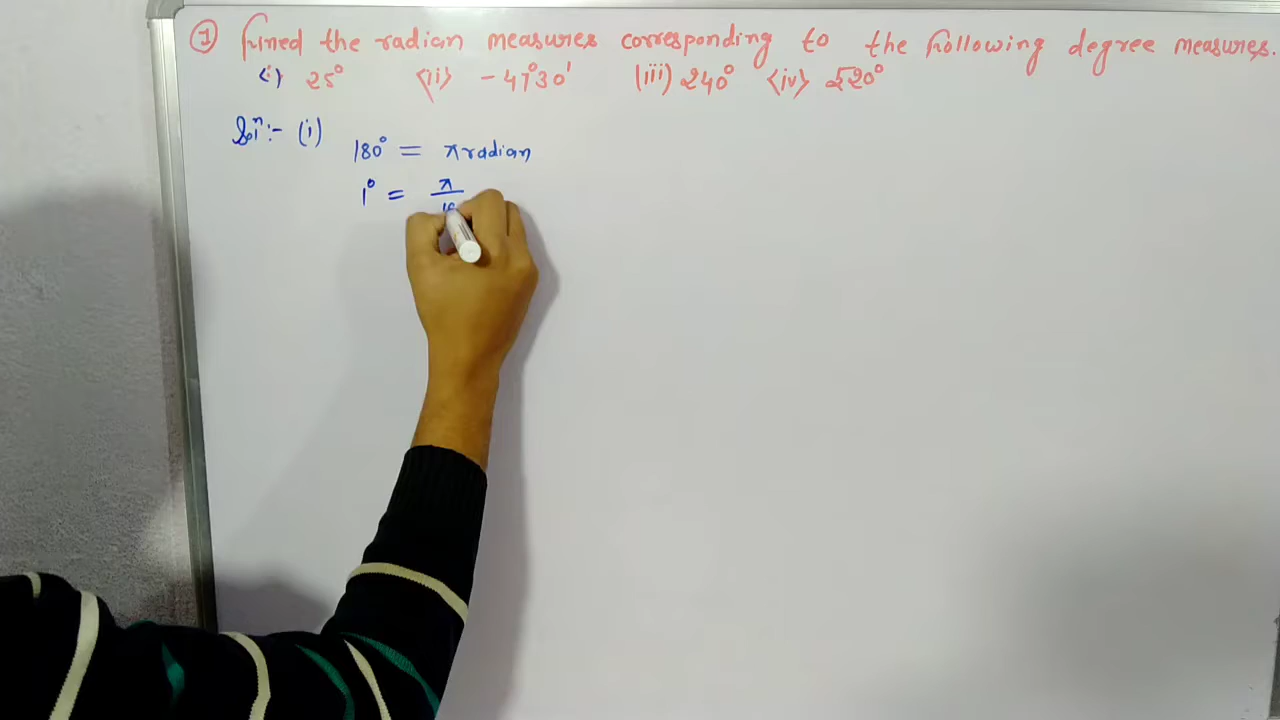 ① Fined the radian measures corresponding to the following degree measures.
(i) 25° (ii) -47°30' (iii) 240° (iv) 520°
Solⁿ:- (i)
180° = π radian
1° = π/18